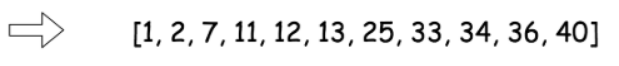 [1, 2, 7, 11, 12, 13, 25, 33, 34, 36, 40]